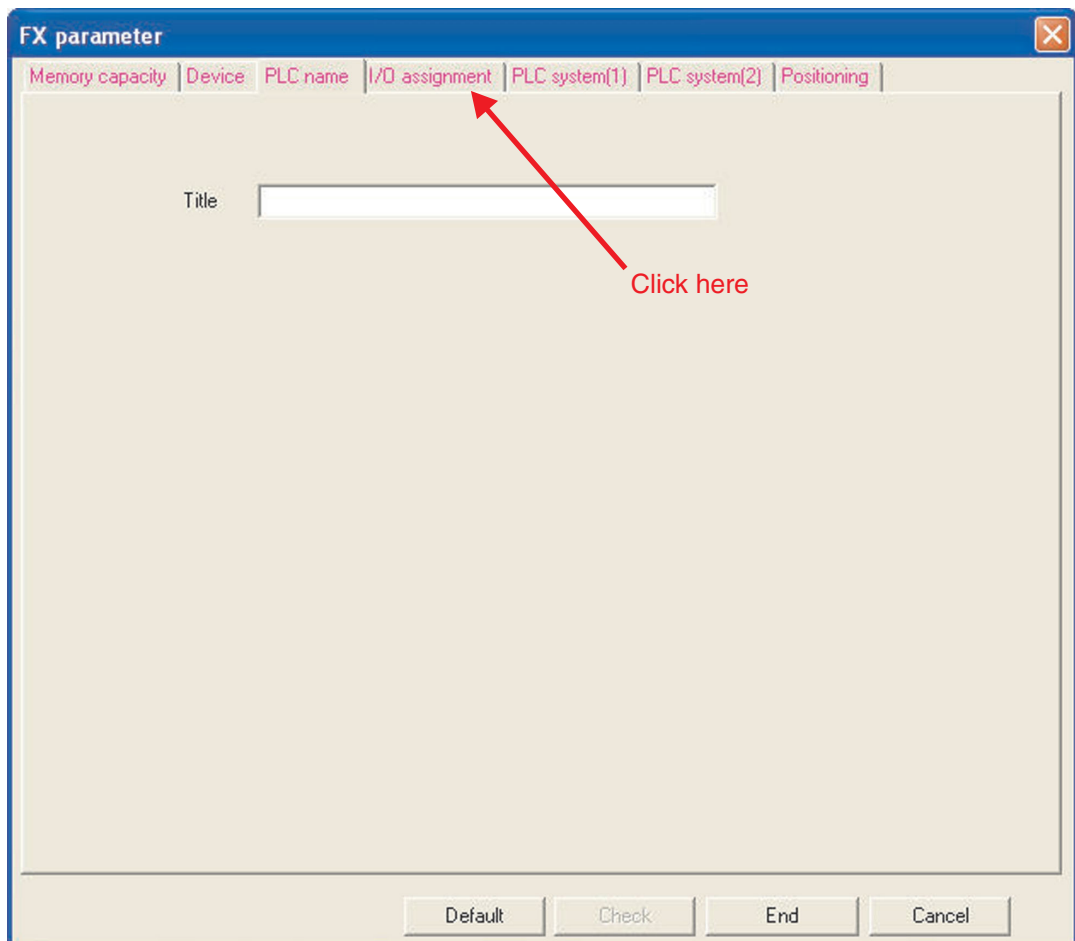 FX parameter
Memory capacity Device PLC name I/O assignment PLC system(1) PLC system(2) Positioning
Title
Click here
Default Check End Cancel